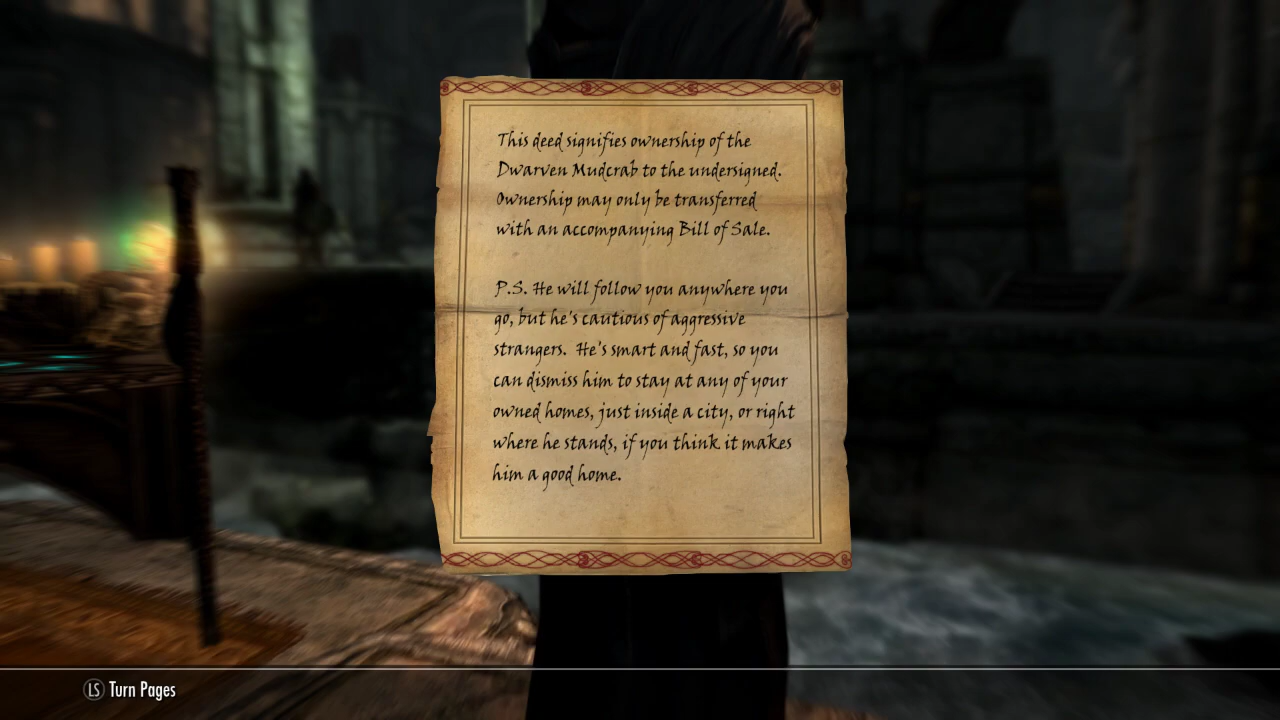 This deed signifies ownership of the
Dwarven Mudcrab to the undersigned.
Ownership may only be transferred
with an accompanying Bill of Sale.
P.S. He will follow you anywhere you
go, but he's cautious of aggressive
strangers.  He's smart and fast, so you
can dismiss him to stay at any of your
owned homes, just inside a city, or right
where he stands, if you think it makes
him a good home.
LS Turn Pages